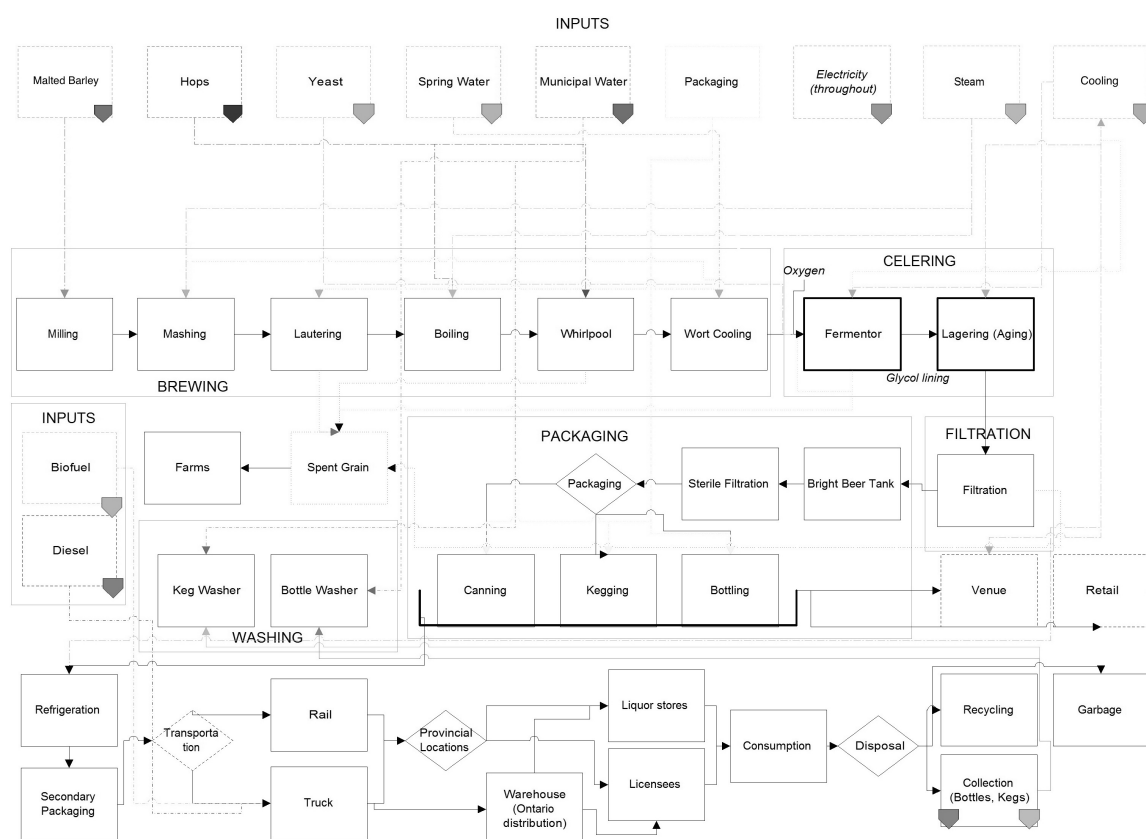 INPUTS
Malted Barley
Hops
Yeast
Spring Water
Municipal Water
Packaging
Electricity
(throughout)
Steam
Cooling
CELERING
Oxygen
Milling
Mashing
Lautering
Boiling
Whirlpool
Wort Cooling
Fermentor
Lagering (Aging)
Glycol lining
BREWING
INPUTS
Biofuel
Diesel
Farms
Spent Grain
PACKAGING
Packaging
Sterile Filtration
Bright Beer Tank
FILTRATION
Filtration
Keg Washer
Bottle Washer
WASHING
Canning
Kegging
Bottling
Venue
Retail
Refrigeration
Secondary
Packaging
Transporta
tion
Rail
Truck
Provincial
Locations
Warehouse
(Ontario
distribution)
Liquor stores
Licensees
Consumption
Disposal
Recycling
Collection
(Bottles, Kegs)
Garbage